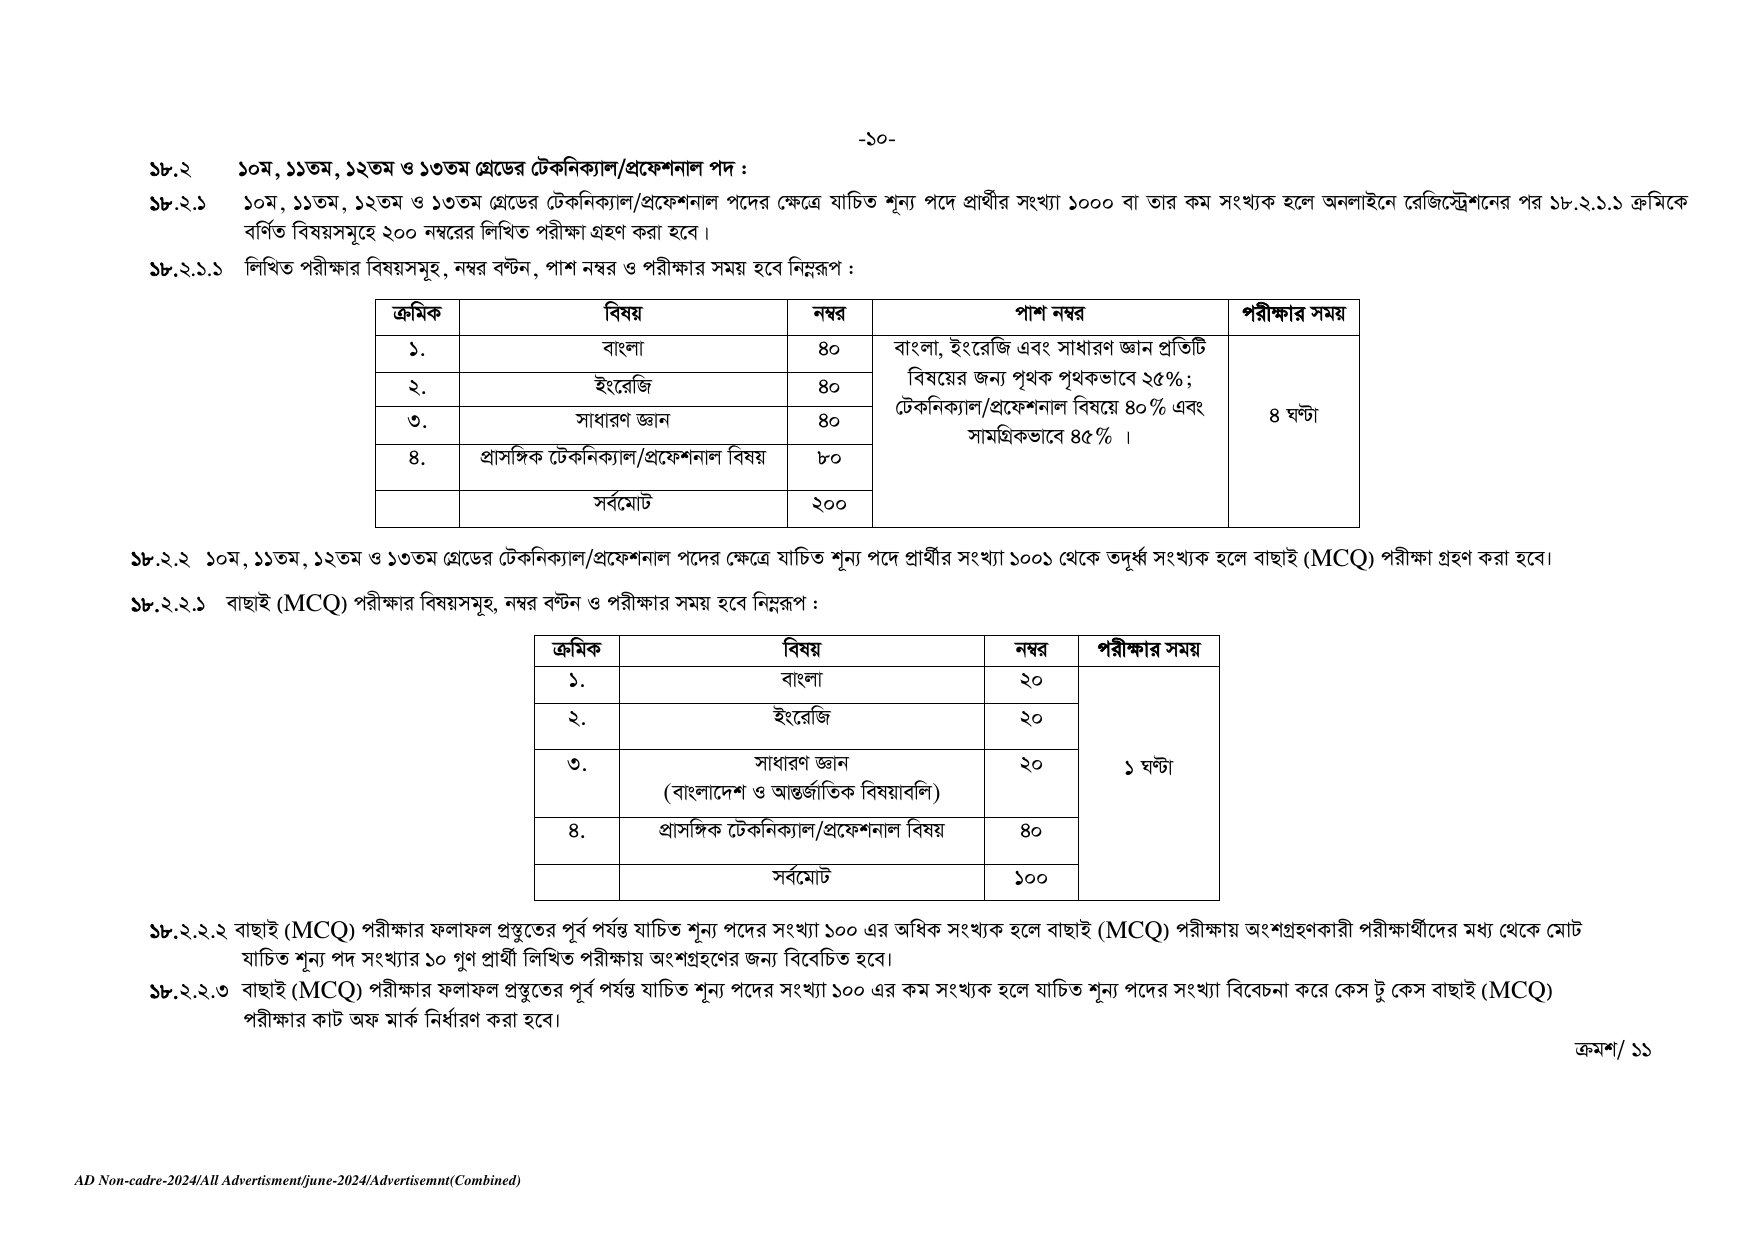 -১০-
১৮.২ ১০ম, ১১তম, ১২তম ও ১৩তম গ্রেডের টেকনিক্যাল/প্রফেশনাল পদ :
১৮.২.১ ১০ম, ১১তম, ১২তম ও ১৩তম গ্রেডের টেকনিক্যাল/প্রফেশনাল পদের ক্ষেত্রে যাচিত শূন্য পদে প্রার্থীর সংখ্যা ১০০০ বা তার কম সংখ্যক হলে অনলাইনে রেজিস্ট্রেশনের পর ১৮.২.১.১ ক্রমিকে
বর্ণিত বিষয়সমূহে ২০০ নম্বরের লিখিত পরীক্ষা গ্রহণ করা হবে।
১৮.২.১.১ লিখিত পরীক্ষার বিষয়সমূহ, নম্বর বণ্টন, পাশ নম্বর ও পরীক্ষার সময় হবে নিম্নরূপ :
ক্রমিক বিষয় নম্বর পাশ নম্বর পরীক্ষার সময়
১. বাংলা ৪০ বাংলা, ইংরেজি এবং সাধারণ জ্ঞান প্রতিটি
বিষয়ের জন্য পৃথক পৃথকভাবে ২৫%;
২. ইংরেজি ৪০
টেকনিক্যাল/প্রফেশনাল বিষয়ে ৪০% এবং
৩. সাধারণ জ্ঞান ৪০ ৪ ঘণ্টা
সামগ্রিকভাবে ৪৫% ।
৪. প্রাসঙ্গিক টেকনিক্যাল/প্রফেশনাল বিষয় ৮০
সর্বমোট ২০০
১৮.২.২ ১০ম, ১১তম, ১২তম ও ১৩তম গ্রেডের টেকনিক্যাল/প্রফেশনাল পদের ক্ষেত্রে যাচিত শূন্য পদে প্রার্থীর সংখ্যা ১০০১ থেকে তদূর্ধ্ব সংখ্যক হলে বাছাই (MCQ) পরীক্ষা গ্রহণ করা হবে।
১৮.২.২.১ বাছাই (MCQ) পরীক্ষার বিষয়সমূহ, নম্বর বণ্টন ও পরীক্ষার সময় হবে নিম্নরূপ :
ক্রমিক বিষয় নম্বর পরীক্ষার সময়
১. বাংলা ২০
২. ইংরেজি ২০
৩. সাধারণ জ্ঞান ২০ ১ ঘণ্টা
(বাংলাদেশ ও আন্তর্জাতিক বিষয়াবলি)
৪. প্রাসঙ্গিক টেকনিক্যাল/প্রফেশনাল বিষয় ৪০
সর্বমোট ১০০
১৮.২.২.২ বাছাই (MCQ) পরীক্ষার ফলাফল প্রস্তুতের পূর্ব পর্যন্ত যাচিত শূন্য পদের সংখ্যা ১০০ এর অধিক সংখ্যক হলে বাছাই (MCQ) পরীক্ষায় অংশগ্রহণকারী পরীক্ষার্থীদের মধ্য থেকে মোট
যাচিত শূন্য পদ সংখ্যার ১০ গুণ প্রার্থী লিখিত পরীক্ষায় অংশগ্রহণের জন্য বিবেচিত হবে।
১৮.২.২.৩ বাছাই (MCQ) পরীক্ষার ফলাফল প্রস্তুতের পূর্ব পর্যন্ত যাচিত শূন্য পদের সংখ্যা ১০০ এর কম সংখ্যক হলে যাচিত শূন্য পদের সংখ্যা বিবেচনা করে কেস টু কেস বাছাই (MCQ)
পরীক্ষার কাট অফ মার্ক নির্ধারণ করা হবে।
ক্রমশ/ ১১
AD Non-cadre-2024/All Advertisment/june-2024/Advertisemnt(Combined)